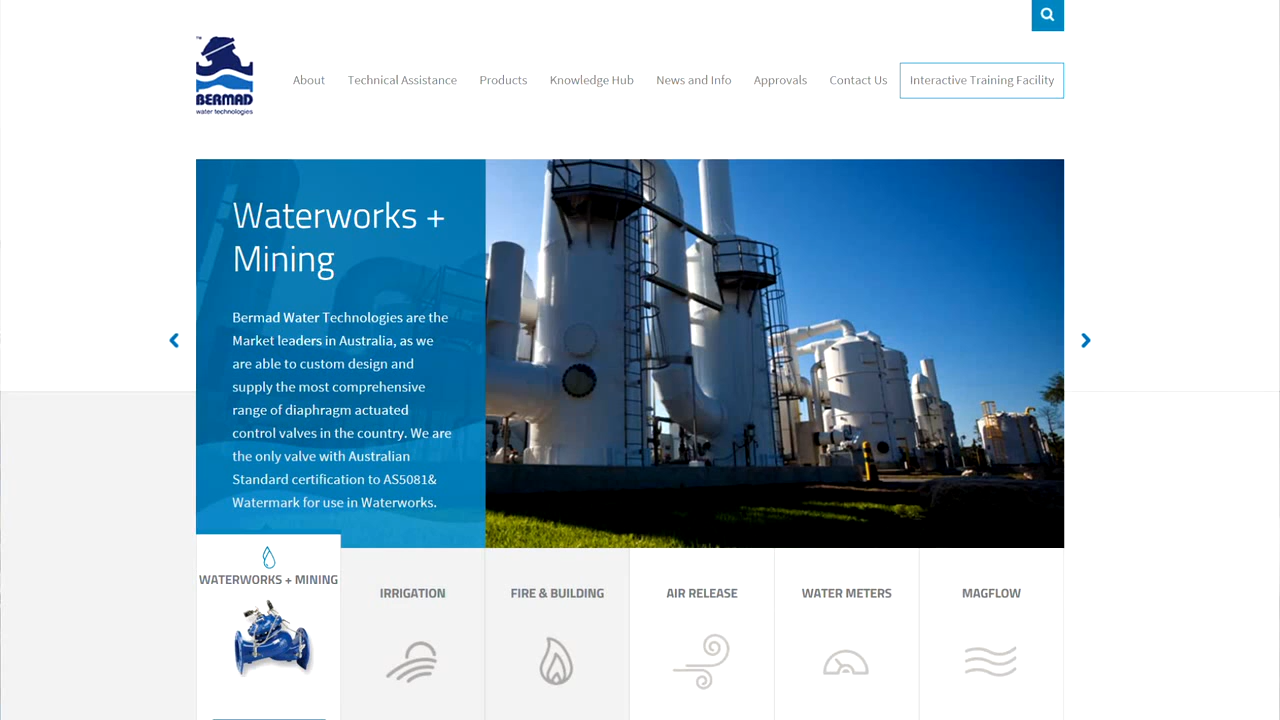 TM
BERMAD
water technologies
About
Technical Assistance
Products
Knowledge Hub
News and Info
Approvals
Contact Us
Interactive Training Facility
Waterworks +
Mining
Bermad Water Technologies are the
Market leaders in Australia, as we
are able to custom design and
supply the most comprehensive
range of diaphragm actuated
control valves in the country. We are
the only valve with Australian
Standard certification to AS5081&
Watermark for use in Waterworks.
WATERWORKS + MINING
IRRIGATION
FIRE & BUILDING
AIR RELEASE
WATER METERS
MAGFLOW